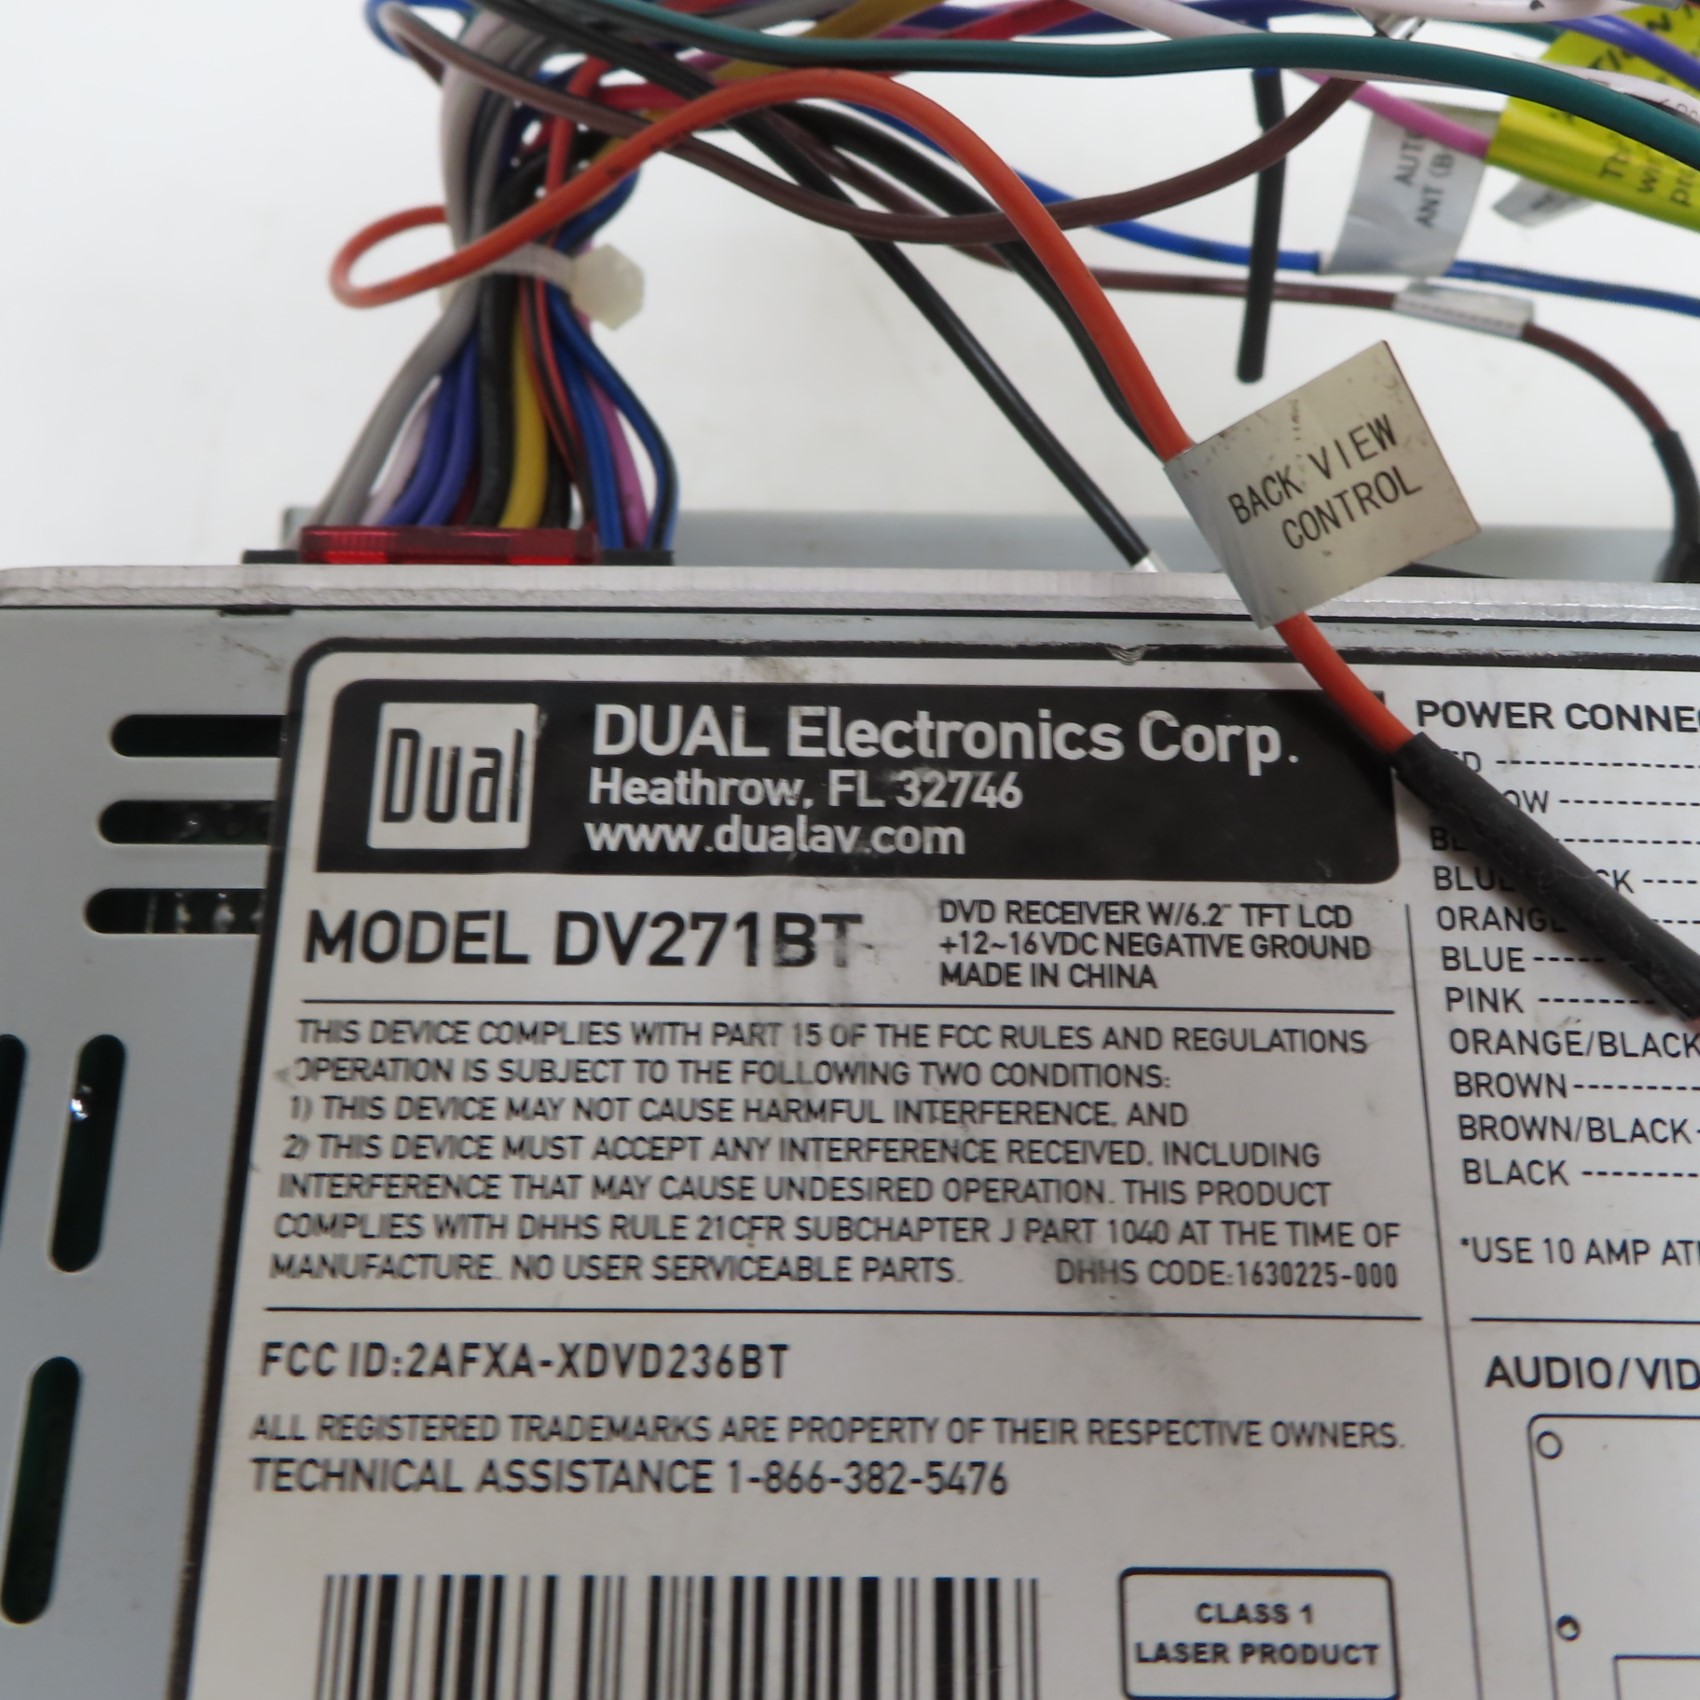 AUT
ANT (B
BACK VIEW
CONTROL
Dual
DUAL Electronics Corp.
Heathrow, FL 32746
www.dualav.com
MODEL DV271BT
DVD RECEIVER W/6.2" TFT LCD
+12~16VDC NEGATIVE GROUND
MADE IN CHINA
THIS DEVICE COMPLIES WITH PART 15 OF THE FCC RULES AND REGULATIONS
OPERATION IS SUBJECT TO THE FOLLOWING TWO CONDITIONS:
1) THIS DEVICE MAY NOT CAUSE HARMFUL INTERFERENCE, AND
2) THIS DEVICE MUST ACCEPT ANY INTERFERENCE RECEIVED, INCLUDING
INTERFERENCE THAT MAY CAUSE UNDESIRED OPERATION. THIS PRODUCT
COMPLIES WITH DHHS RULE 21CFR SUBCHAPTER J PART 1040 AT THE TIME OF
MANUFACTURE. NO USER SERVICEABLE PARTS. DHHS CODE:1630225-000
FCC ID:2AFXA-XDVD236BT
ALL REGISTERED TRADEMARKS ARE PROPERTY OF THEIR RESPECTIVE OWNERS.
TECHNICAL ASSISTANCE 1-866-382-5476
CLASS 1
LASER PRODUCT
POWER CONNEC
BLUE
PINK
ORANGE/BLACK
BROWN
BROWN/BLACK
BLACK
*USE 10 AMP AT
AUDIO/VID